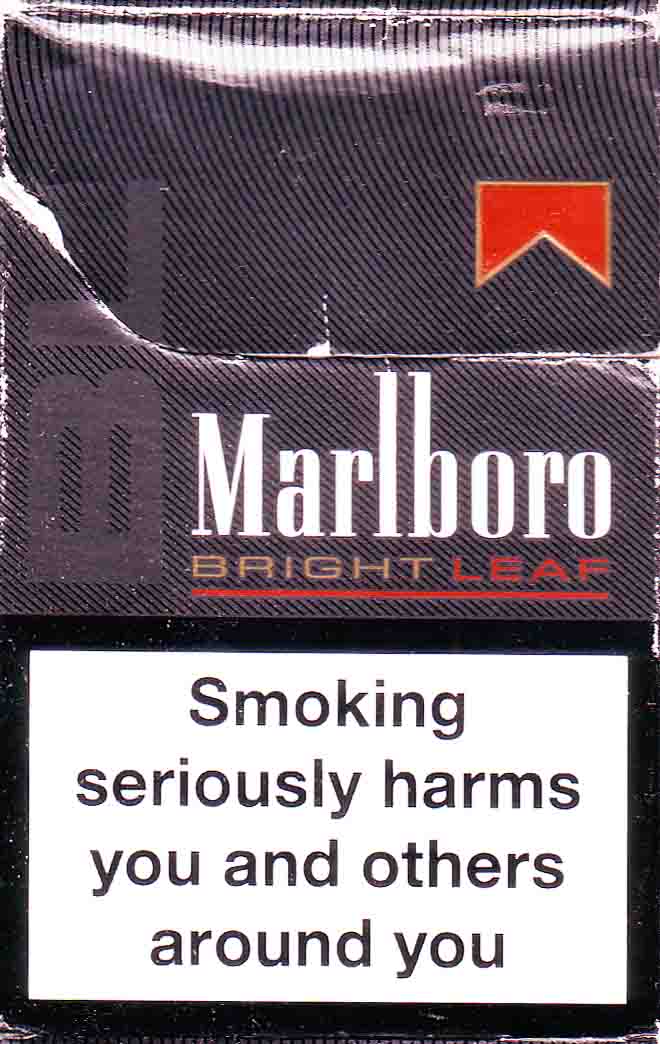 BL
Marlboro
BRIGHT LEAF
Smoking
seriously harms
you and others
around you